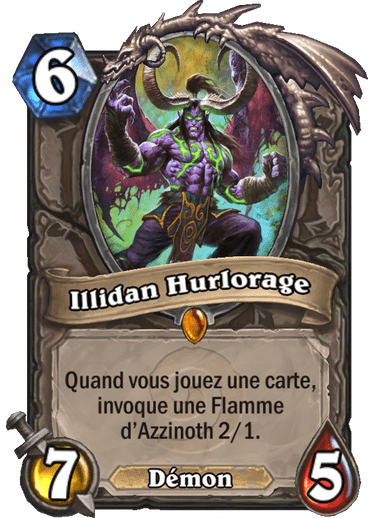 6
Illidan Hurlorage
Quand vous jouez une carte,
invoque une Flamme
d'Azzinoth 2/1.
7
Démon
5